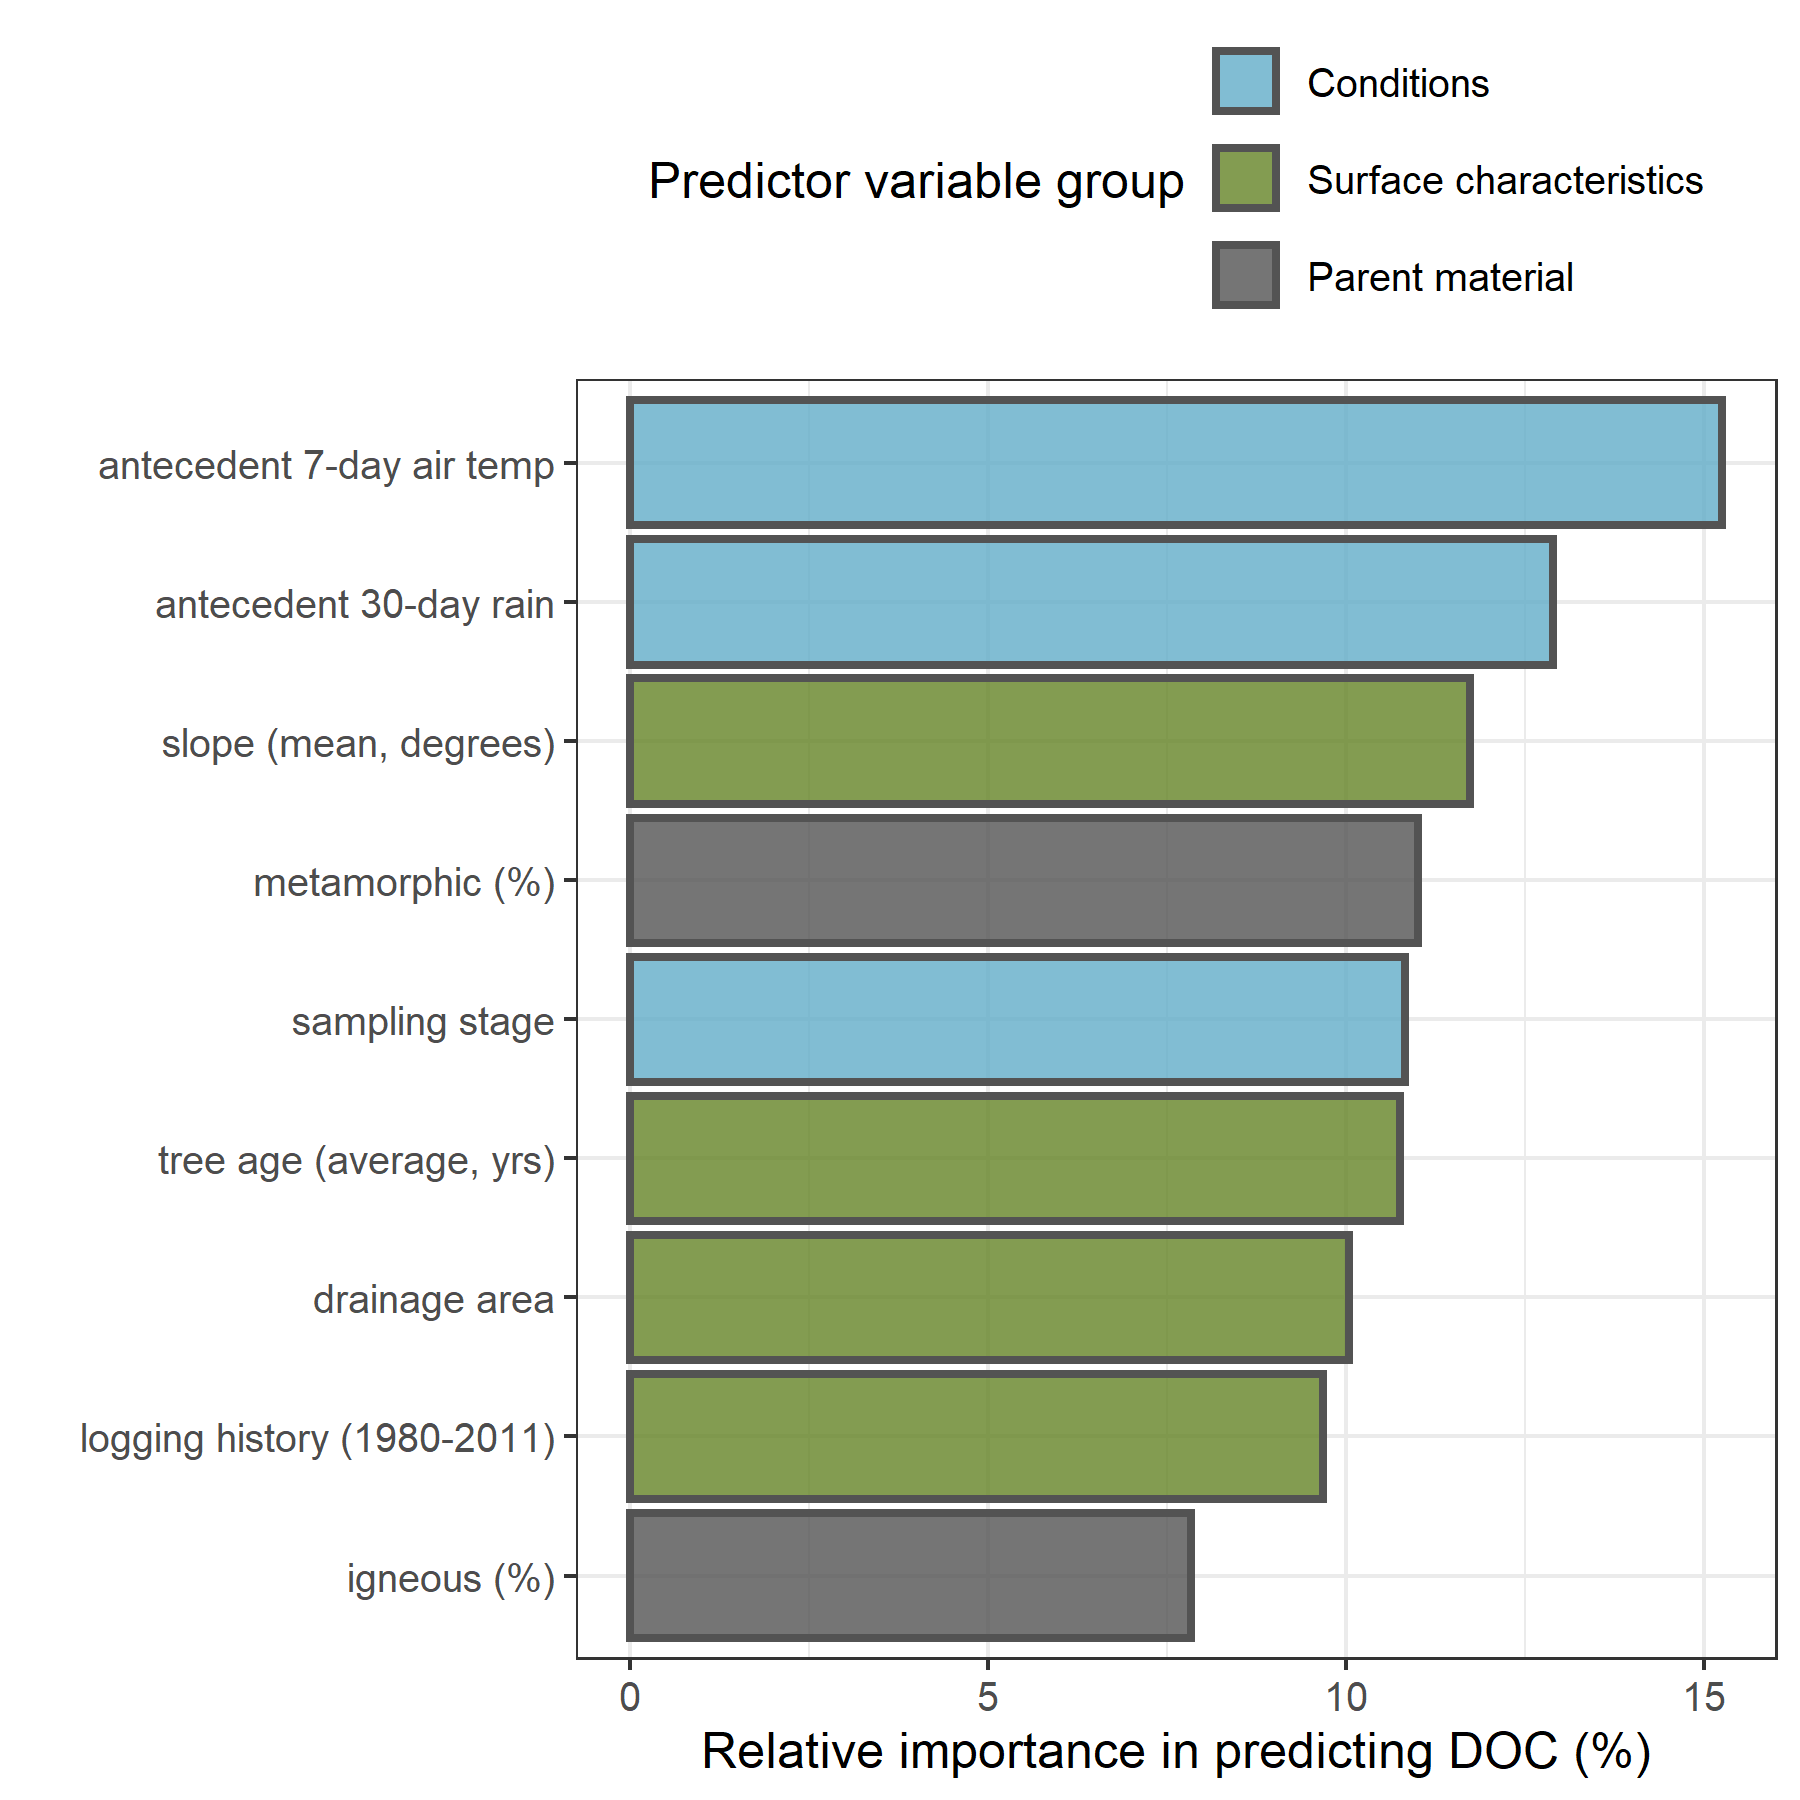 Predictor variable group
Conditions
Surface characteristics
Parent material
antecedent 7-day air temp
antecedent 30-day rain
slope (mean, degrees)
metamorphic (%)
sampling stage
tree age (average, yrs)
drainage area
logging history (1980-2011)
igneous (%)
0 5 10 15
Relative importance in predicting DOC (%)